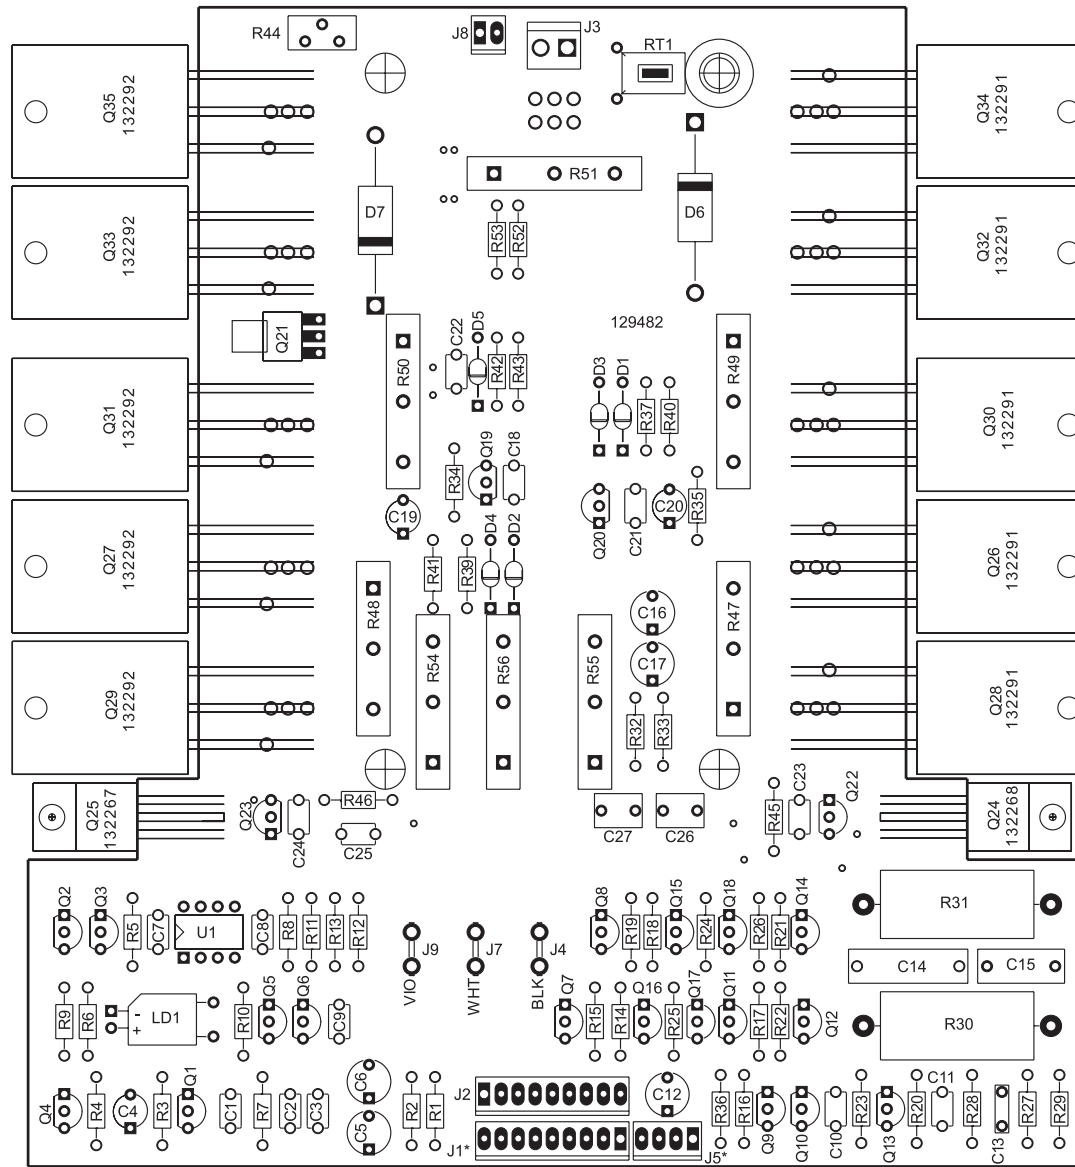 R44
J8
J3
RT1
Q35
132292
Q34
132291
R51
D7
D6
R53
R52
Q33
132292
Q32
132291
Q21
129482
R50
C22
D5
R42
R43
D3
D1
R37
R40
R49
Q31
132292
Q30
132291
R34
Q19
C18
C19
Q20
C21
C20
R35
Q27
132292
Q26
132291
R41
R39
D4
D2
R48
R54
R56
R55
C16
C17
R47
R32
R33
Q29
132292
Q28
132291
Q25
132267
Q23
C24
R46
C25
C27
C26
R45
C23
Q22
Q24
132268
Q2
Q3
R5
C7
U1
C8
R8
R11
R13
R12
J9
VIO
J7
WHT
J4
BLK
Q8
R19
R18
Q15
R24
Q18
R26
R21
Q14
R31
C14
C15
R9
R6
-
+
LD1
R10
Q5
Q6
C90
Q7
R15
R14
Q16
R25
Q17
Q11
R17
R22
Q12
R30
Q4
R4
C4
R3
Q1
C1
R7
C2
C3
C6
C5
R2
R1
J2
J1*
C12
J5*
R36
R16
Q9
Q10
C10
R23
Q13
R20
C11
R28
C13
R27
R29